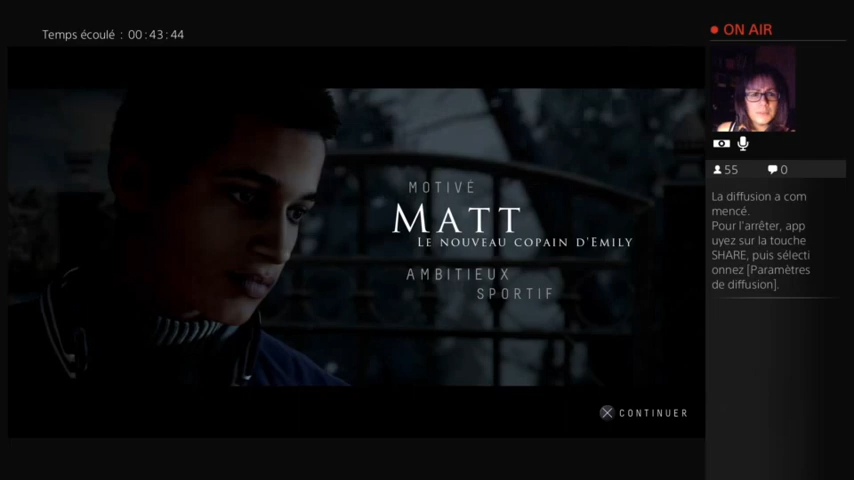 Temps écoulé : 00:43:44
ON AIR
MOTIVÉ
MATT
LE NOUVEAU COPAIN D'EMILY
AMBITIEUX
SPORTIF
CONTINUER
55 0
La diffusion a com
mencé.
Pour l'arrêter, app
uyez sur la touche
SHARE, puis sélecti
onnez [Paramètres
de diffusion].